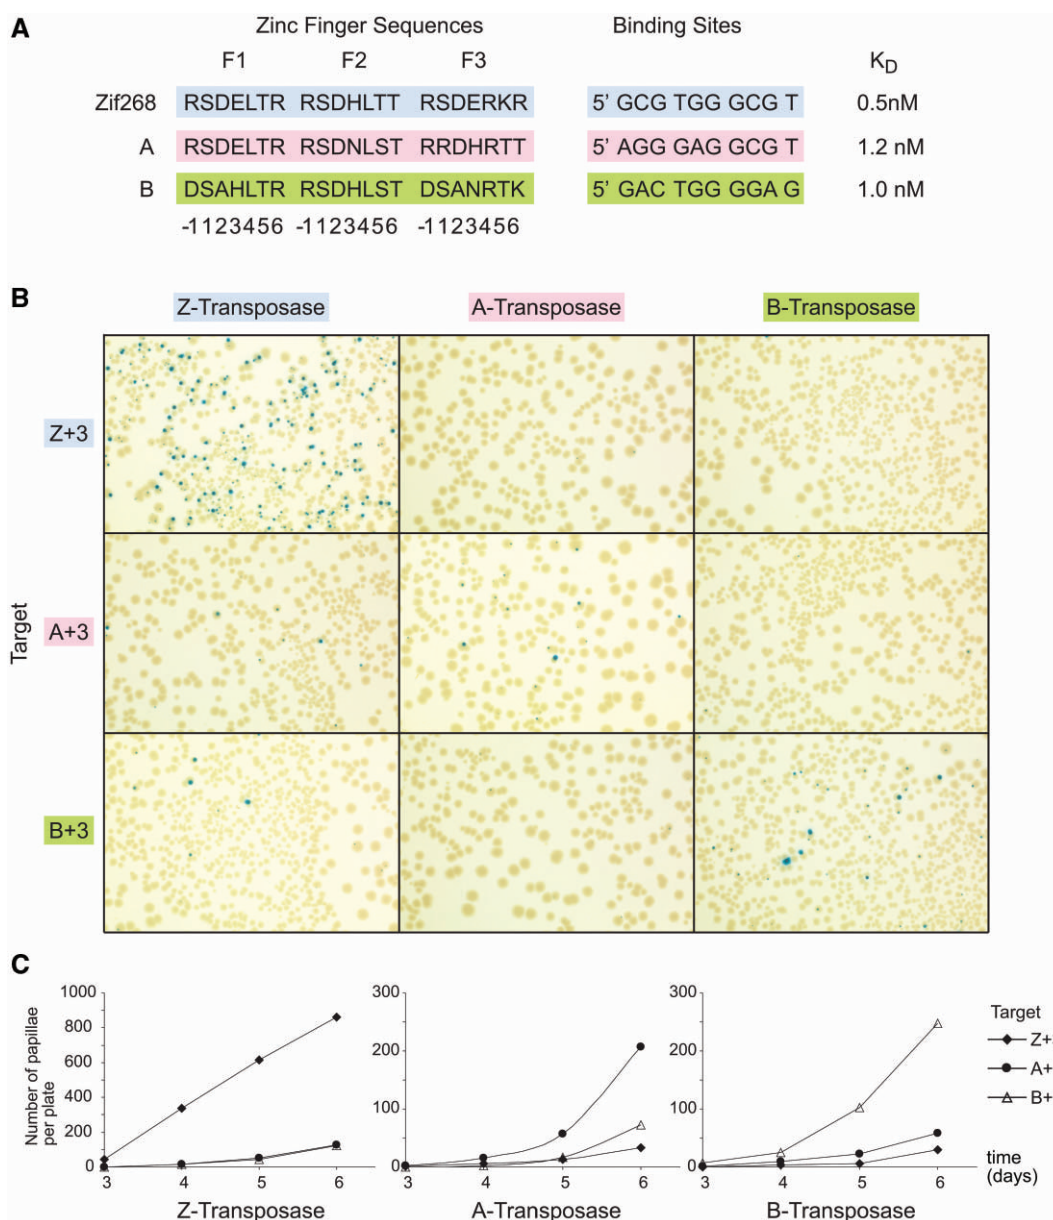 A
Zinc Finger Sequences Binding Sites
F1 F2 F3 KD
Zif268 RSDELTR RSDHLTT RSDERKR 5' GCG TGG GCG T 0.5nM
A RSDELTR RSDNLST RRDHRTT 5' AGG GAG GCG T 1.2 nM
B DSAHLTR RSDHLST DSANRTK 5' GAC TGG GGA G 1.0 nM
-1123456 -1123456 -1123456
B
Z-Transposase A-Transposase B-Transposase
Target
Z+3
A+3
B+3
C
Number of papillae
per plate
1000
800
600
400
200
0
3 4 5 6
Z-Transposase
300
200
100
0
3 4 5 6
A-Transposase
300
200
100
0
3 4 5 6
B-Transposase
time
(days)
Target
Z+
A+
B+